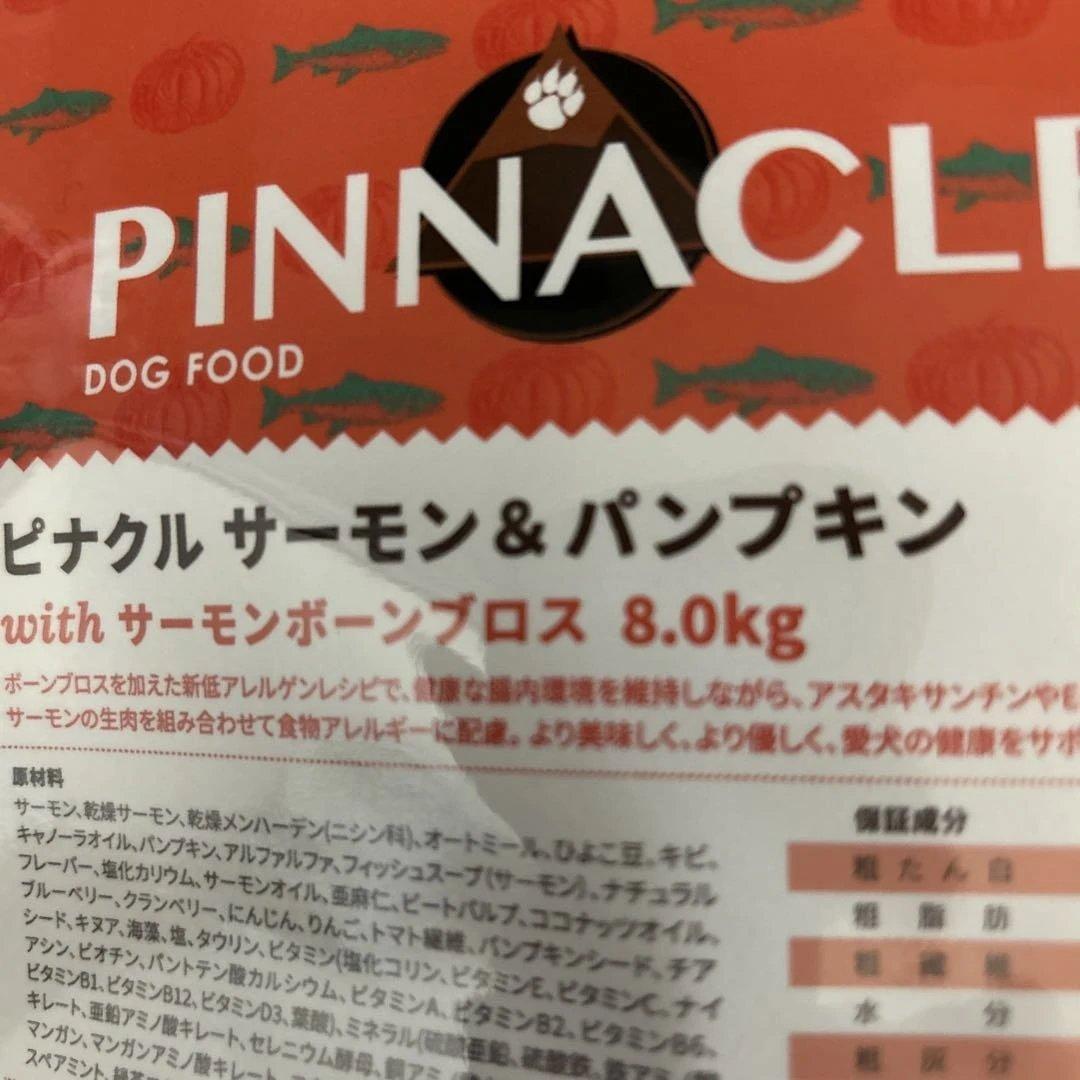 PINNACLE
DOG FOOD
ピナクル サーモン&パンプキン
with サーモンボーンブロス 8.0kg
ボーンブロスを加えた新低アレルゲンレシピで、健康な腸内環境を維持しながら、アスタキサンチンやE
サーモンの生肉を組み合わせて食物アレルギーに配慮。より美味しく、より優しく、愛犬の健康をサポ
原材料
サーモン、乾燥サーモン、乾燥メンハーデン(ニシン科)、オートミール、ひよこ豆、キビ、
キャノーラオイル、パンプキン、アルファルファ、フィッシュスープ(サーモン)、ナチュラル
フレーバー、塩化カリウム、サーモンオイル、亜麻仁、ビートパルプ、ココナッツオイル、
ブルーベリー、クランベリー、にんじん、りんご、トマト繊維、パンプキンシード、チア
シード、キヌア、海藻、塩、タウリン、ビタミン(塩化コリン、ビタミンE、ビタミンC、ナイ
アシン、ビオチン、パントテン酸カルシウム、ビタミンA、ビタミンB2、ビタミンB6、
ビタミンB1、ビタミンB12、ビタミンD3、葉酸)、ミネラル(硫酸亜鉛、硫酸鉄、鉄アミノ酸
キレート、亜鉛アミノ酸キレート、セレニウム酵母、銅アミ
マンガン、マンガンアミノ酸キレート、
スペアミント、緑茶
保証成分
粗たん白
粗脂肪
粗繊維
水分
粗灰分